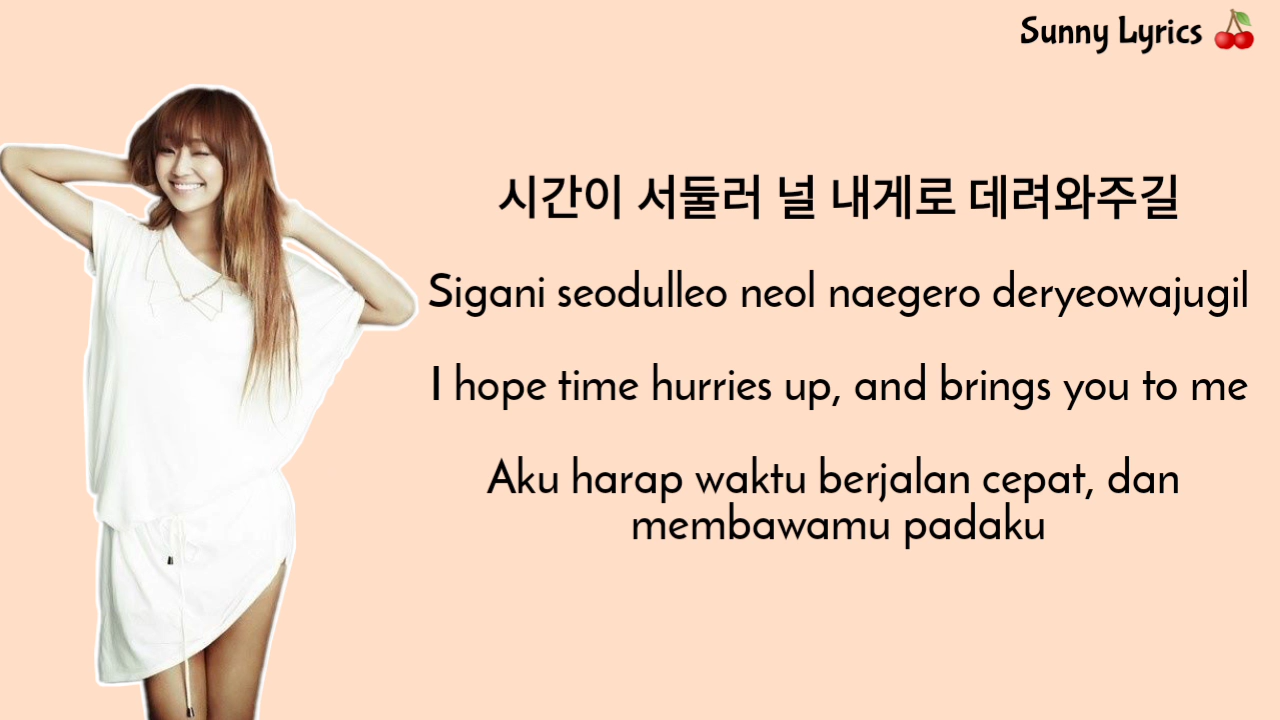 Sunny Lyrics 🍒
시간이 서둘러 널 내게로 데려와주길
Sigani seodulleo neol naegero deryeowajugil
I hope time hurries up, and brings you to me
Aku harap waktu berjalan cepat, dan
membawamu padaku